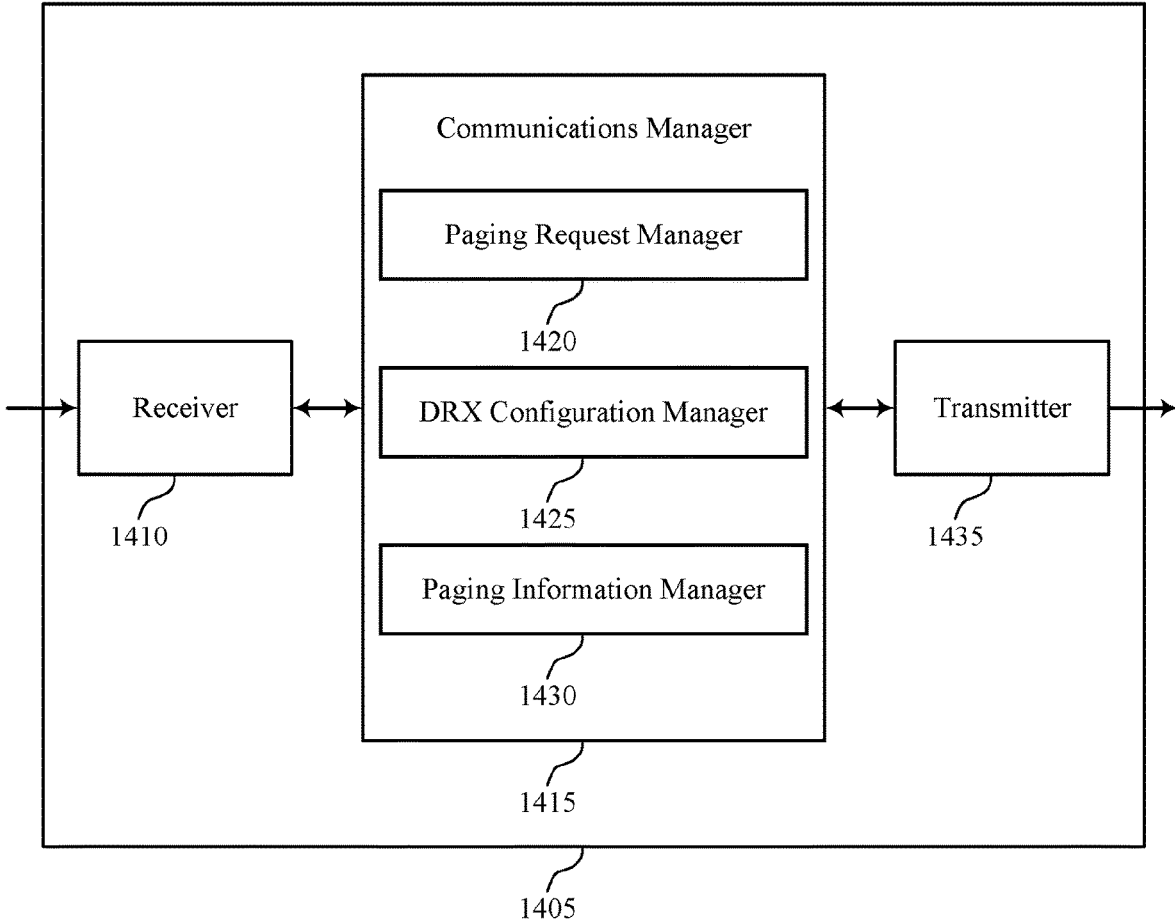 Communications Manager
Paging Request Manager
1420
Receiver
1410
DRX Configuration Manager
1425
Transmitter
1435
Paging Information Manager
1430
1415
1405